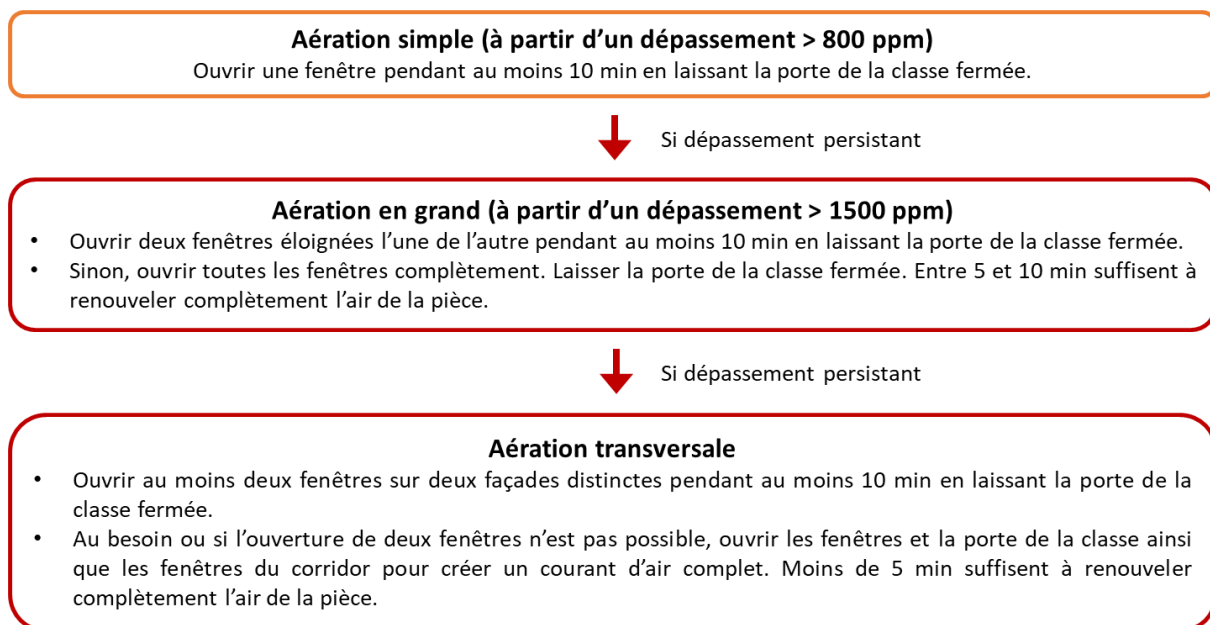 Aération simple (à partir d’un dépassement > 800 ppm)
Ouvrir une fenêtre pendant au moins 10 min en laissant la porte de la classe fermée.
Si dépassement persistant
Aération en grand (à partir d’un dépassement > 1500 ppm)
• Ouvrir deux fenêtres éloignées l’une de l’autre pendant au moins 10 min en laissant la porte de la classe fermée.
• Sinon, ouvrir toutes les fenêtres complètement. Laisser la porte de la classe fermée. Entre 5 et 10 min suffisent à
renouveler complètement l’air de la pièce.
Si dépassement persistant
Aération transversale
• Ouvrir au moins deux fenêtres sur deux façades distinctes pendant au moins 10 min en laissant la porte de la
classe fermée.
• Au besoin ou si l’ouverture de deux fenêtres n’est pas possible, ouvrir les fenêtres et la porte de la classe ainsi
que les fenêtres du corridor pour créer un courant d’air complet. Moins de 5 min suffisent à renouveler
complètement l’air de la pièce.